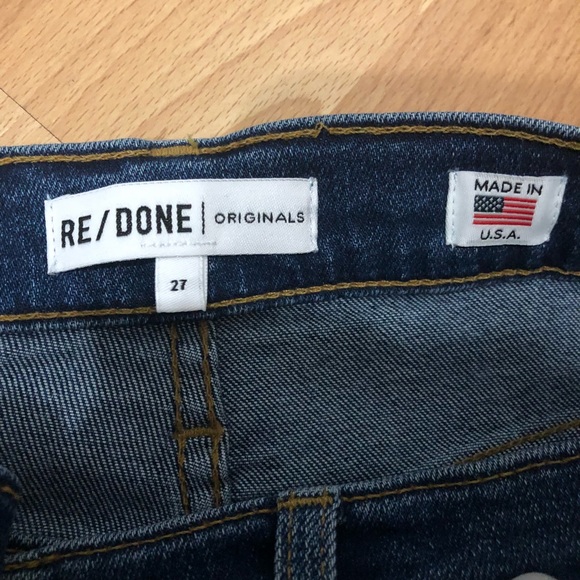 RE/DONE | ORIGINALS
27
MADE IN
U.S.A.